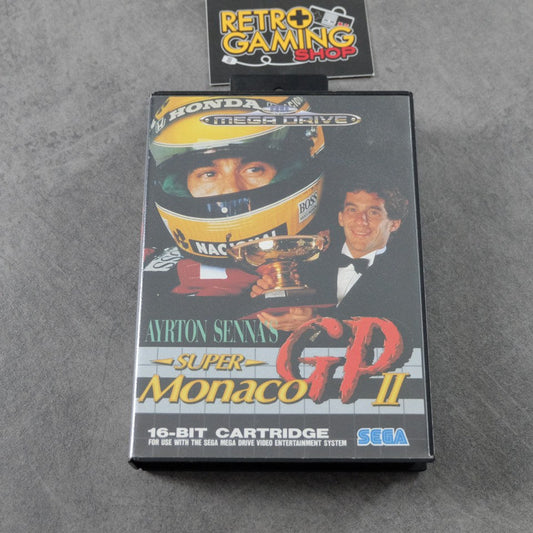 RETRO
GAMING
SHOP
HONDA
SEGA
MEGA DRIVE
BOSS
NACIONAL
AYRTON SENNA'S
SUPER
MONACO GP II
16-BIT CARTRIDGE
FOR USE WITH THE SEGA MEGA DRIVE VIDEO ENTERTAINMENT SYSTEM
SEGA